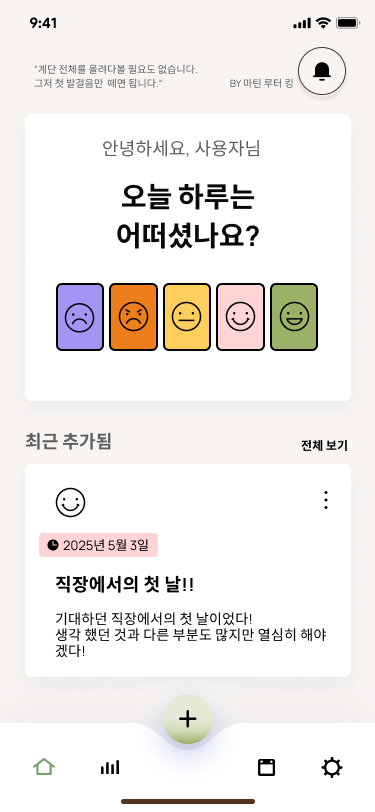 9:41
"계단 전체를 올려다볼 필요도 없습니다.
그저 첫 발걸음만 떼면 됩니다."
BY 마틴 루터 킹
안녕하세요, 사용자님
오늘 하루는
어떠셨나요?
최근 추가됨
전체 보기
2025년 5월 3일
직장에서의 첫 날!!
기대하던 직장에서의 첫 날이었다!
생각 했던 것과 다른 부분도 많지만 열심히 해야
겠다!